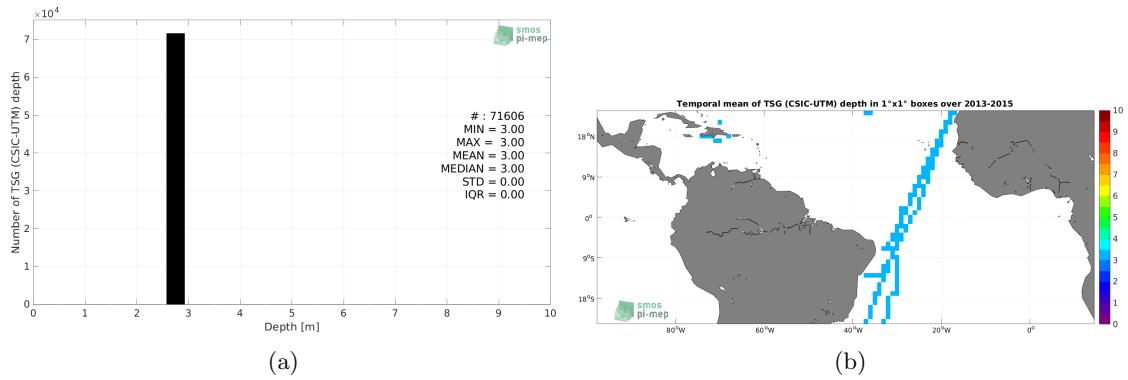 x 10⁴
smos
pi-mep
7
6
5
4
3
2
1
0
Number of TSG (CSIC-UTM) depth
# : 71606
MIN = 3.00
MAX = 3.00
MEAN = 3.00
MEDIAN = 3.00
STD = 0.00
IQR = 0.00
0 1 2 3 4 5 6 7 8 9 10
Depth [m]
(a)
Temporal mean of TSG (CSIC-UTM) depth in 1°x1° boxes over 2013-2015
18°N
9°N
0°
9°S
18°S
80°W 60°W 40°W 20°W 0°
smos
pi-mep
10
9
8
7
6
5
4
3
2
1
0
(b)